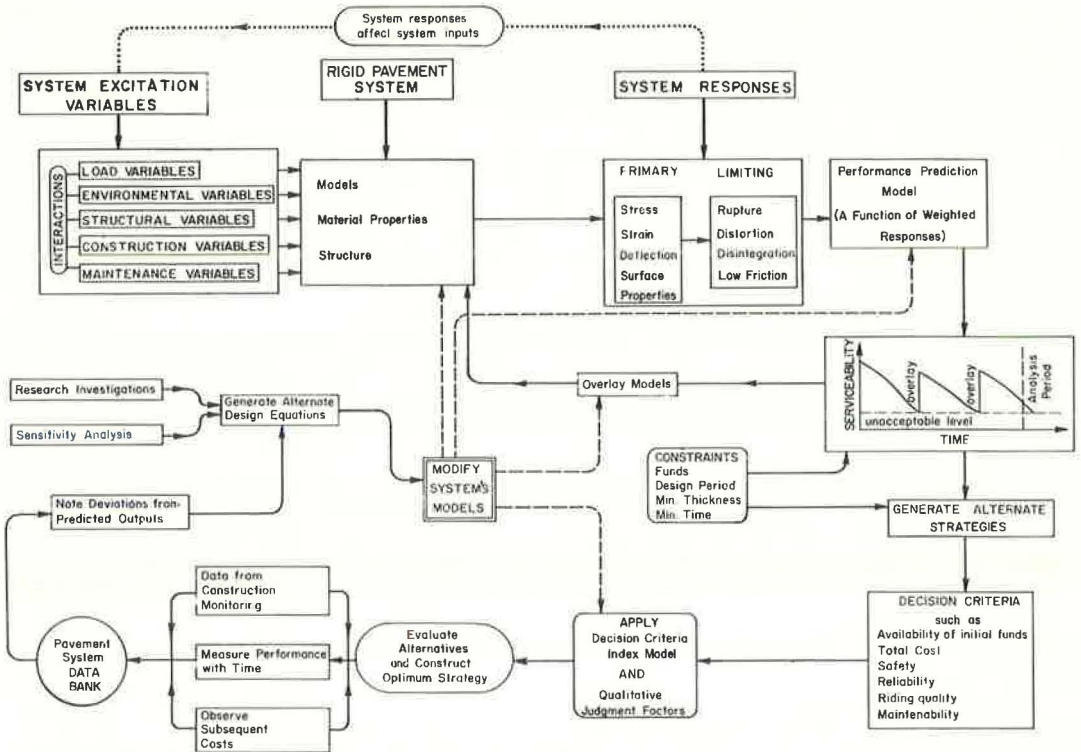 System responses
affect system inputs
SYSTEM EXCITATION
VARIABLES
RIGID PAVEMENT
SYSTEM
SYSTEM RESPONSES
INTERACTIONS
LOAD VARIABLES
ENVIRONMENTAL VARIABLES
STRUCTURAL VARIABLES
CONSTRUCTION VARIABLES
MAINTENANCE VARIABLES
Models
Material Properties
Structure
PRIMARY
Stress
Strain
Deflection
Surface
Properties
LIMITING
Rupture
Distortion
Disintegration
Low Friction
Performance Prediction
Model
(A Function of Weighted
Responses)
SERVICEABILITY
overlay
overlay
Analysis
Period
unacceptable level
TIME
Overlay Models
Research Investigations
Sensitivity Analysis
Generate Alternate
Design Equations
MODIFY
SYSTEM'S
MODELS
CONSTRAINTS
Funds
Design Period
Min. Thickness
Min. Time
GENERATE ALTERNATE
STRATEGIES
Note Deviations from
Predicted Outputs
DECISION CRITERIA
such as
Availability of initial funds
Total Cost
Safety
Reliability
Riding quality
Maintenability
APPLY
Decision Criteria
Index Model
AND
Qualitative
Judgment Factors
Evaluate
Alternatives
and Construct
Optimum Strategy
Data from
Construction
Monitoring
Measure Performance
with Time
Observe
Subsequent
Costs
Pavement
System
DATA
BANK